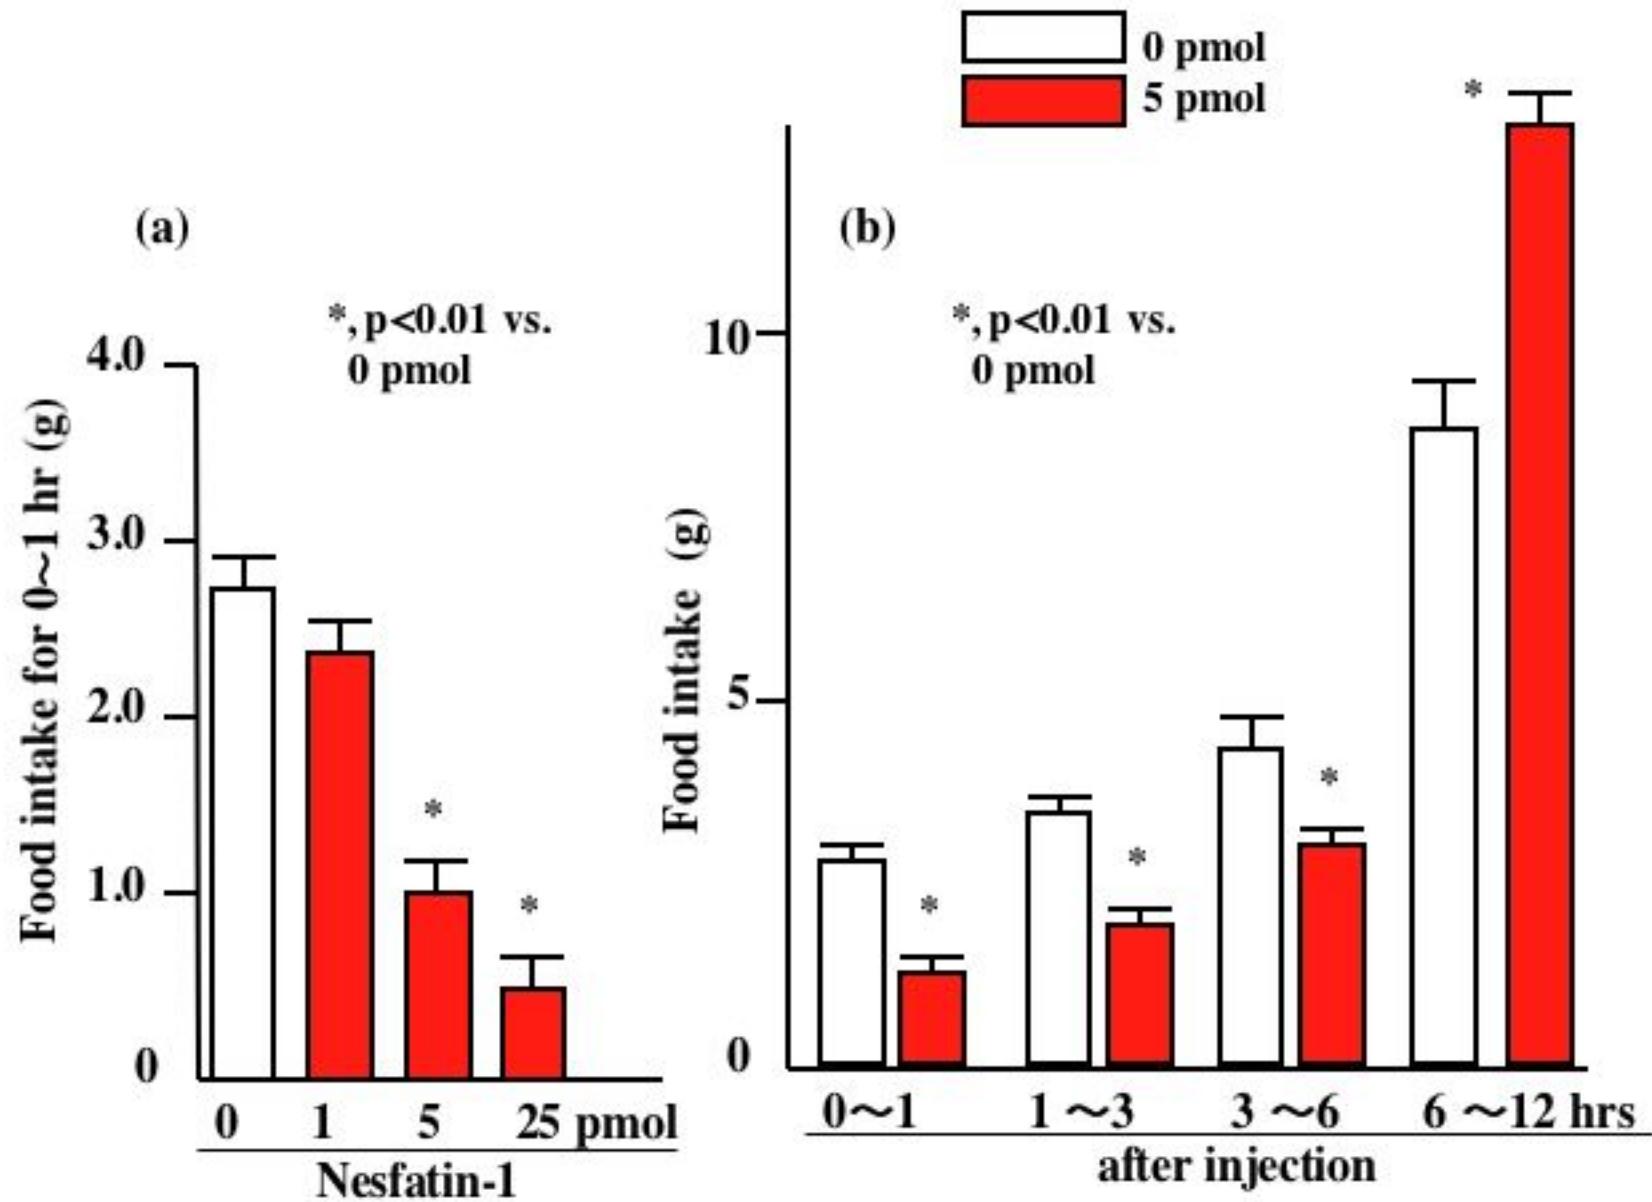 0 pmol
5 pmol
(a)
*, p<0.01 vs.
0 pmol
Food intake for 0~1 hr (g)
4.0
3.0
2.0
1.0
0
*
*
0 1 5 25 pmol
Nesfatin-1
(b)
*, p<0.01 vs.
0 pmol
Food intake (g)
10
5
0
*
*
*
*
0～1 1～3 3～6 6～12 hrs
after injection